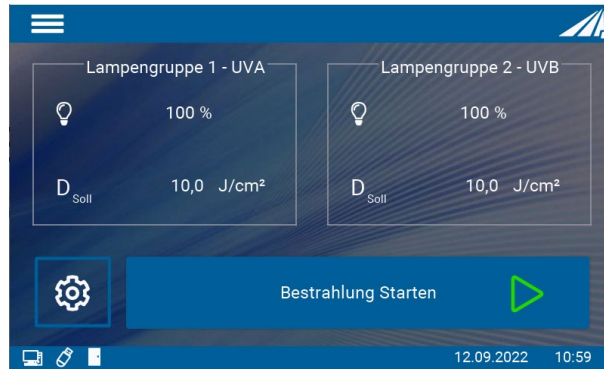 Lampengruppe 1 - UVA
Lampengruppe 2 - UVB
100 %
100 %
D Soll 10,0 J/cm²
D Soll 10,0 J/cm²
Bestrahlung Starten
12.09.2022 10:59